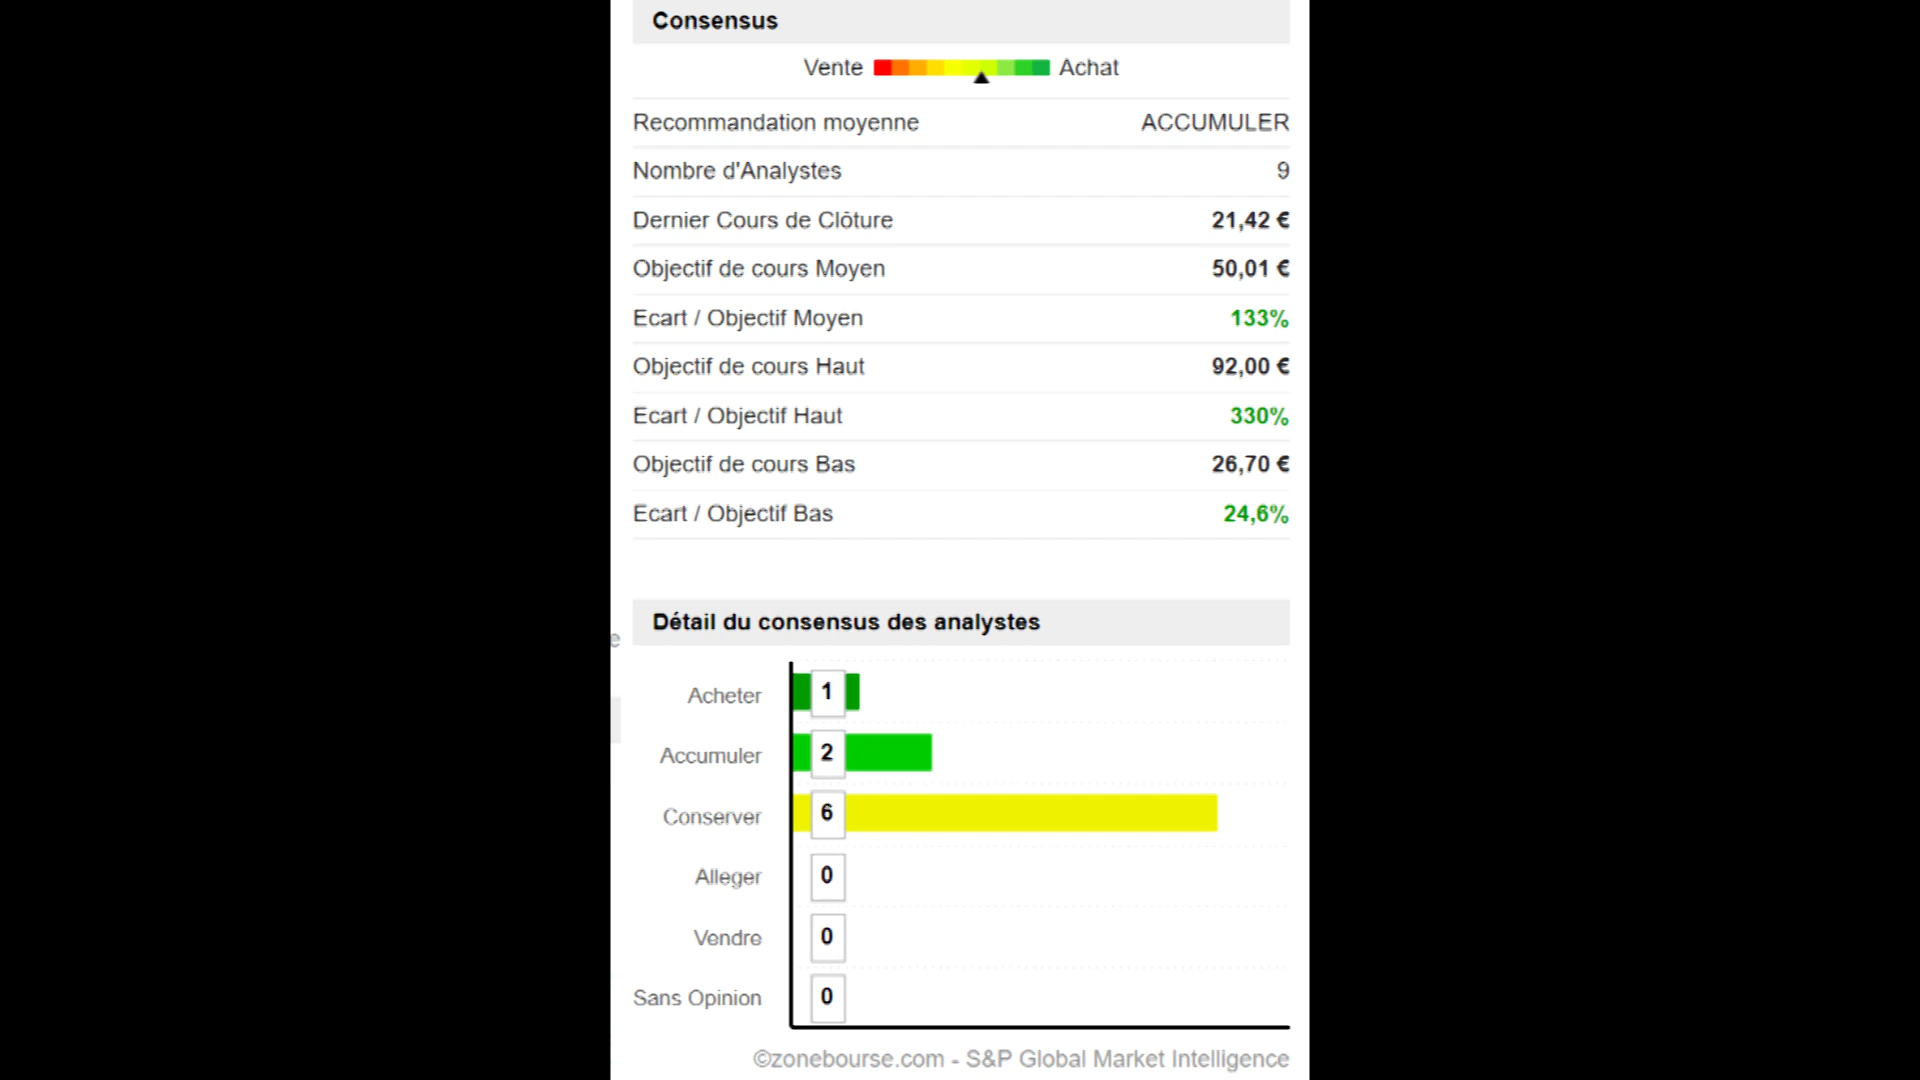 Consensus
Vente Achat
Recommandation moyenne ACCUMULER
Nombre d'Analystes 9
Dernier Cours de Clôture 21,42 €
Objectif de cours Moyen 50,01 €
Ecart / Objectif Moyen 133%
Objectif de cours Haut 92,00 €
Ecart / Objectif Haut 330%
Objectif de cours Bas 26,70 €
Ecart / Objectif Bas 24,6%
Détail du consensus des analystes
e
Acheter 1
Accumuler 2
Conserver 6
Alleger 0
Vendre 0
Sans Opinion 0
©zonebourse.com - S&P Global Market Intelligence